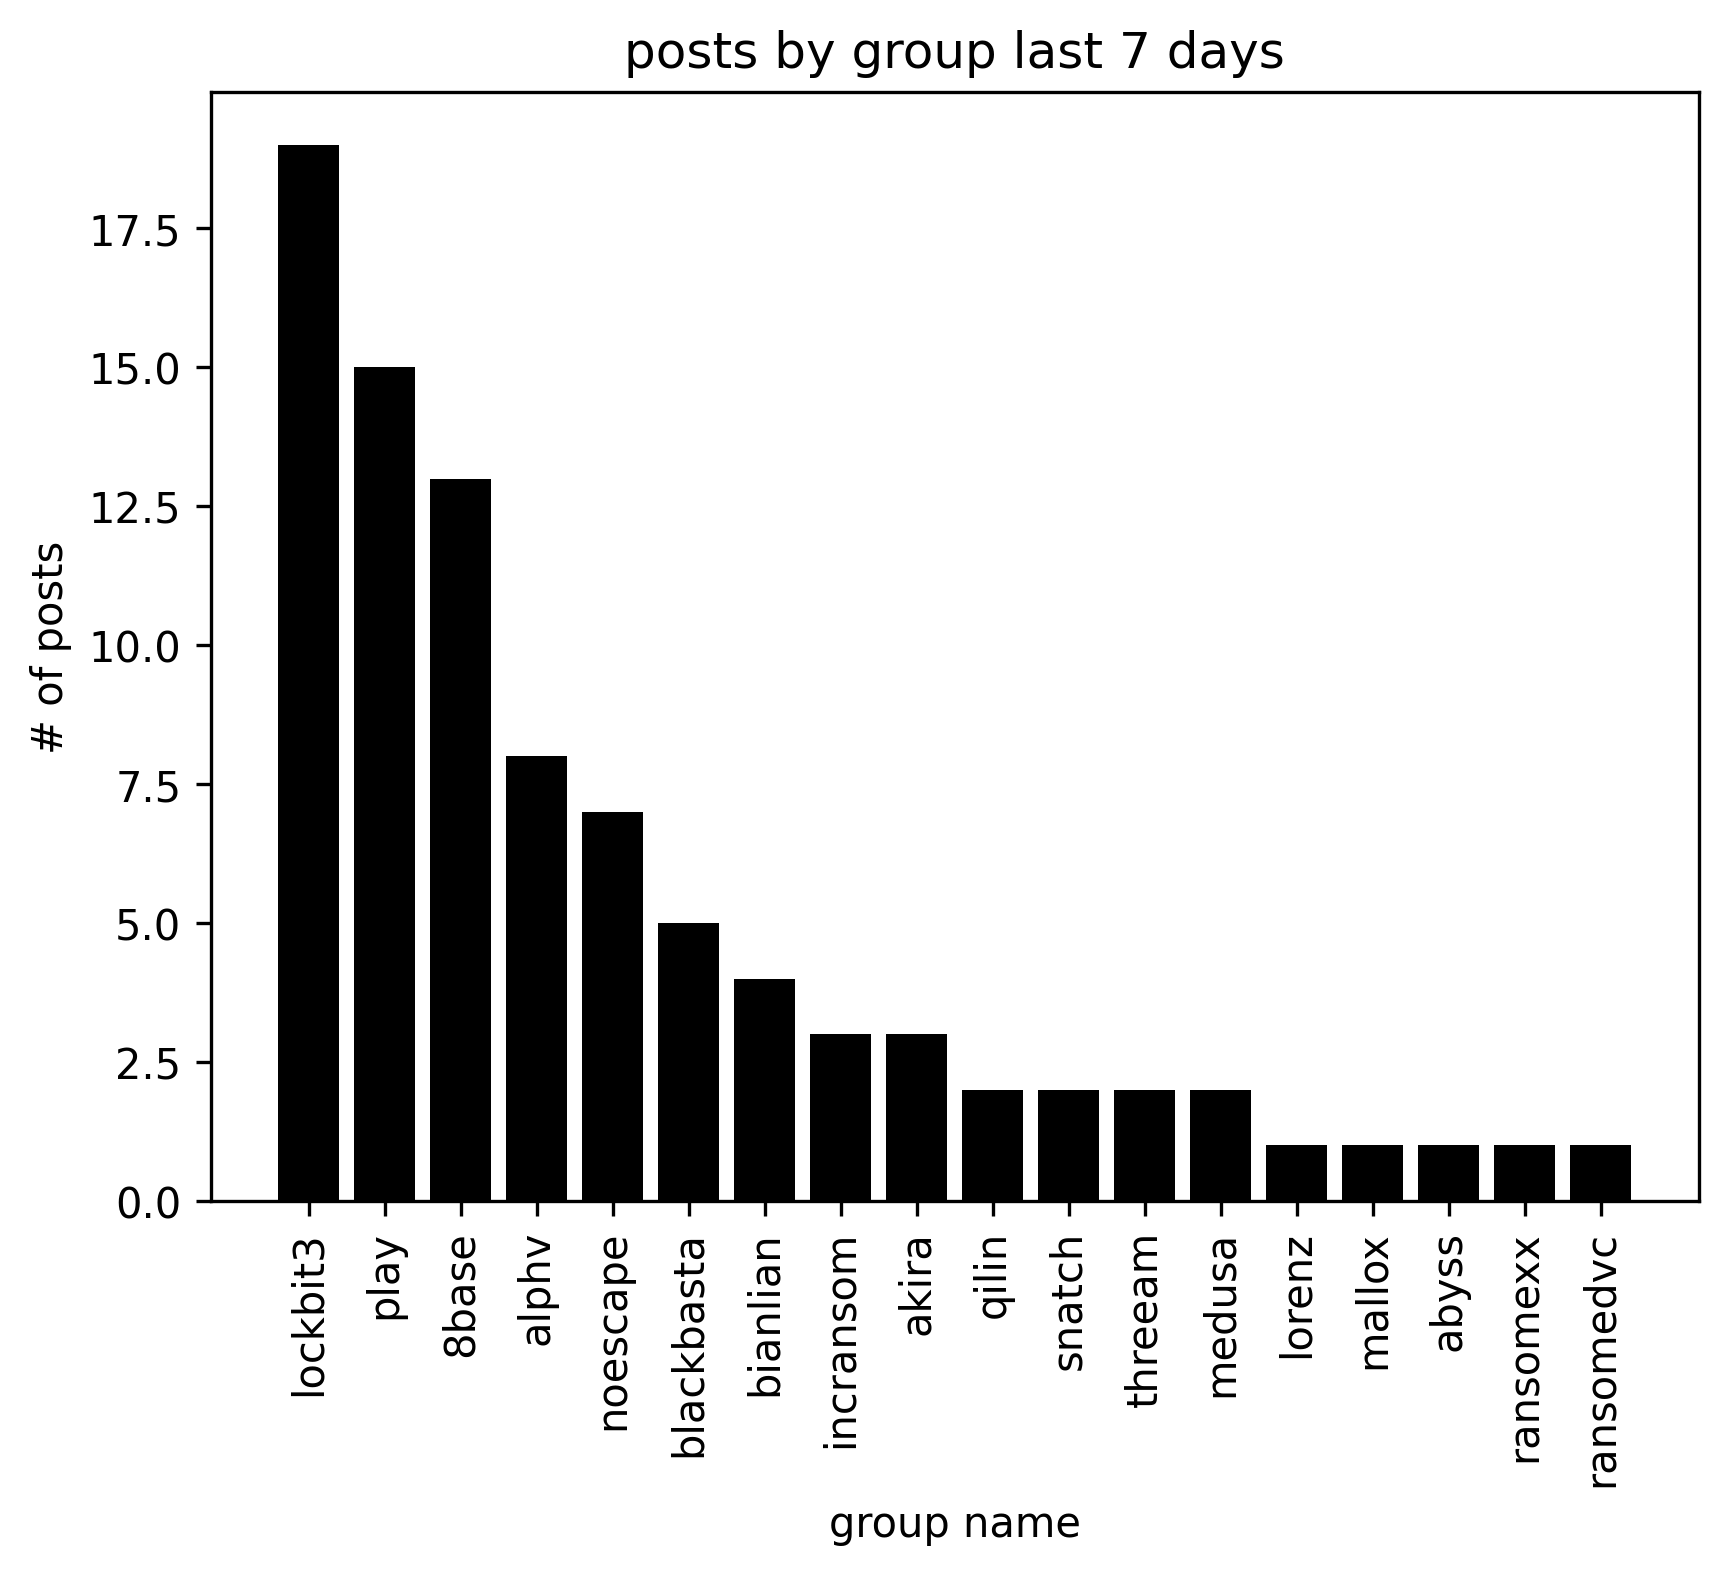 posts by group last 7 days
17.5
15.0
12.5
10.0
7.5
5.0
2.5
0.0
# of posts
lockbit3
play
8base
alphv
noescape
blackbasta
bianlian
incransom
akira
qilin
snatch
threeam
medusa
lorenz
mallox
abyss
ransomexx
ransomedvc
group name